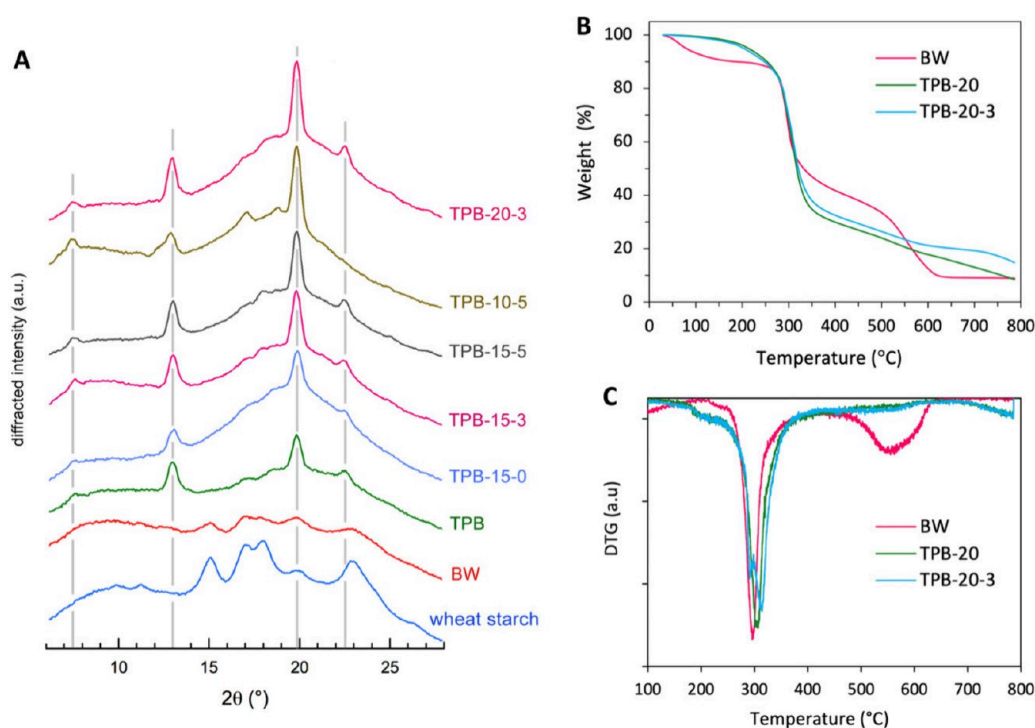 A
TPB-20-3
TPB-10-5
TPB-15-5
TPB-15-3
TPB-15-0
TPB
BW
wheat starch
diffracted intensity (a.u.)
10 15 20 25
2θ (°)
B
100
80
60
40
20
0
Weight (%)
BW
TPB-20
TPB-20-3
0 100 200 300 400 500 600 700 800
Temperature (°C)
C
DTG (a.u)
BW
TPB-20
TPB-20-3
100 200 300 400 500 600 700 800
Temperature (°C)